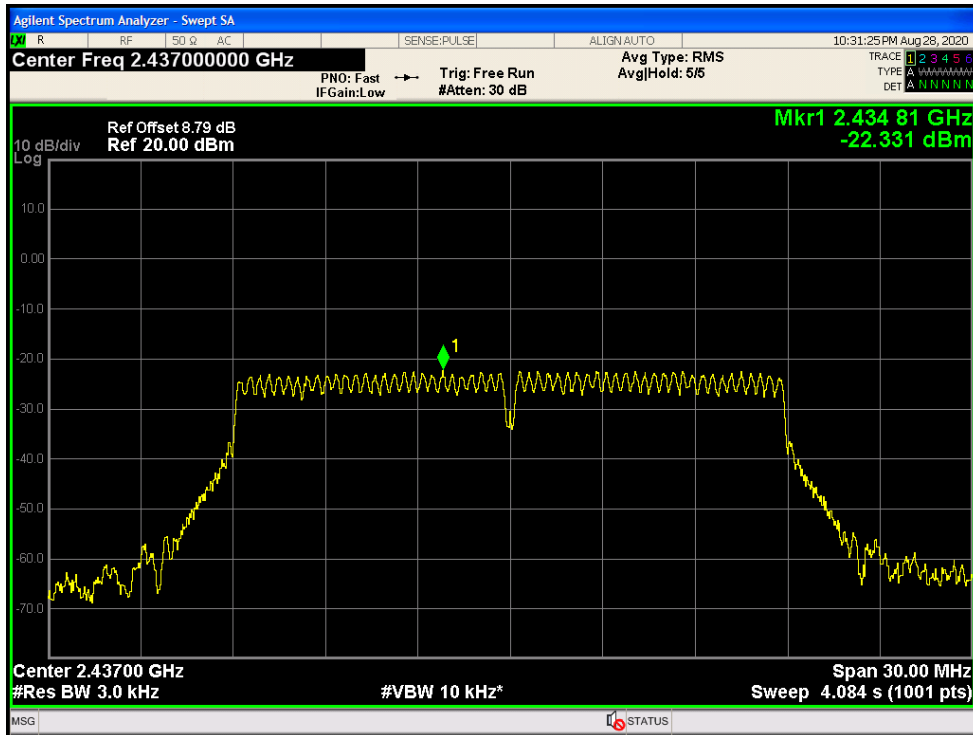 Agilent Spectrum Analyzer - Swept SA
LXI R RF 50 Ω AC SENSE:PULSE ALIGN AUTO 10:31:25 PM Aug 28, 2020
Center Freq 2.437000000 GHz
PNO: Fast
IFGain:Low
Trig: Free Run
#Atten: 30 dB
Avg Type: RMS
Avg|Hold: 5/5
TRACE 1 2 3 4 5 6
TYPE A WWWWW
DET A N N N N N
Mkr1 2.434 81 GHz
-22.331 dBm
Ref Offset 8.79 dB
10 dB/div Ref 20.00 dBm
Log
10.0
0.00
-10.0
1
-20.0
-30.0
-40.0
-50.0
-60.0
-70.0
Center 2.43700 GHz Span 30.00 MHz
#Res BW 3.0 kHz #VBW 10 kHz* Sweep 4.084 s (1001 pts)
MSG STATUS